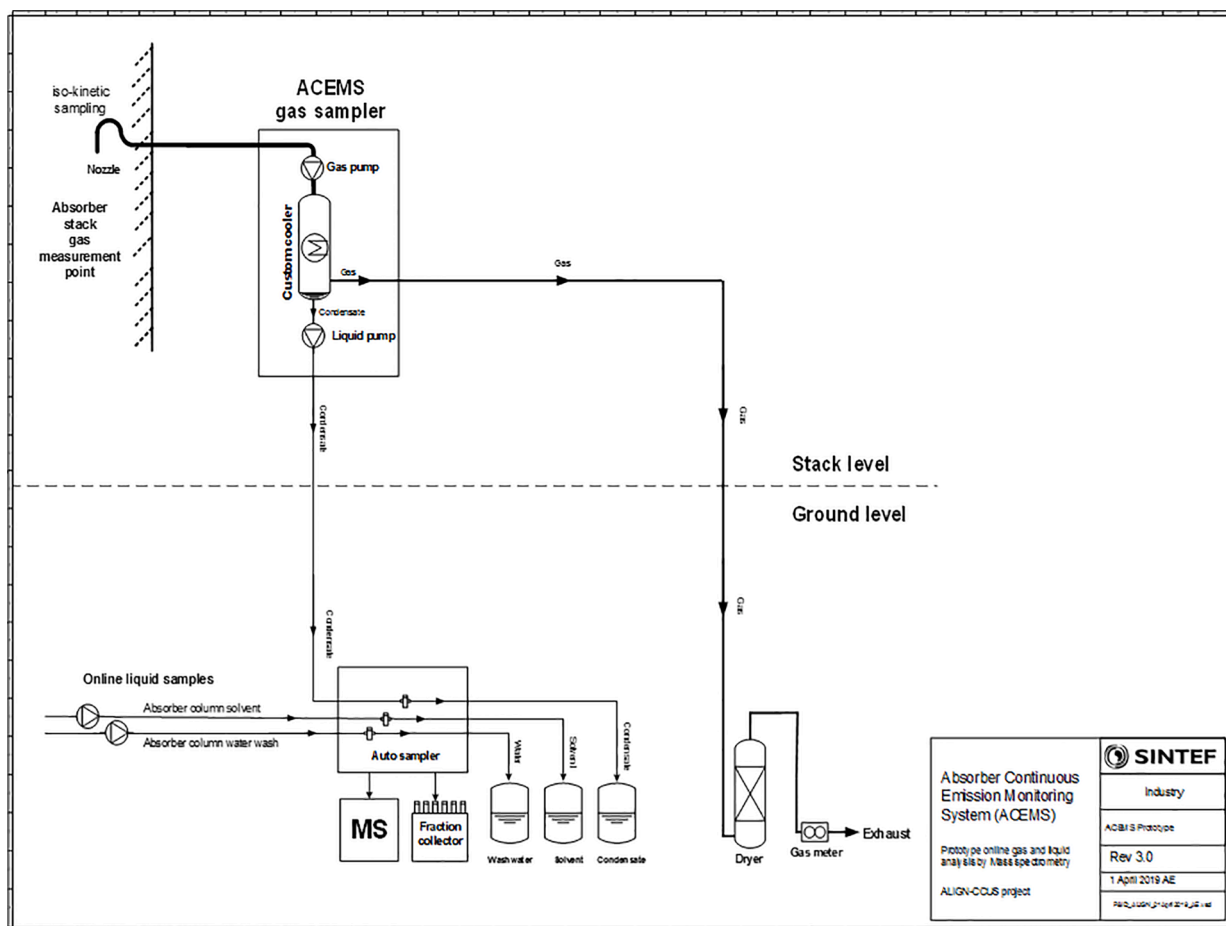 iso-kinetic
sampling
Nozzle
Absorber
stack
gas
measurement
point
ACEMS
gas sampler
Gas pump
Custom cooler
Gas
Condensate
Liquid pump
Gas
Condensate
Gas
Stack level
Ground level
Condensate
Gas
Online liquid samples
Absorber column solvent
Absorber column water wash
Auto sampler
Water
Solvent
Condensate
MS
Fraction
collector
Wash water
Solvent
Condensate
Dryer
Gas meter
Exhaust
Absorber Continuous
Emission Monitoring
System (ACEMS)
Prototype online gas and liquid
analysis by Mass spectrometry
ALIGN-CCUS project
SINTEF
Industry
ACEMS Prototype
Rev 3.0
1 April 2019 AE